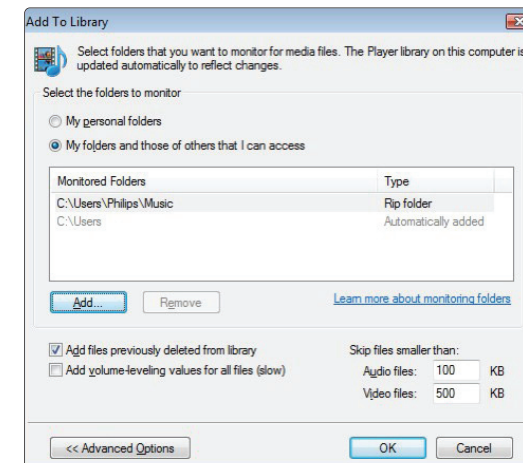 Add To Library
Select folders that you want to monitor for media files. The Player library on this computer is
updated automatically to reflect changes.
Select the folders to monitor
My personal folders
My folders and those of others that I can access
Monitored Folders Type
C:\Users\Philips\Music Rip folder
C:\Users Automatically added
Add... Remove Learn more about monitoring folders
Add files previously deleted from library Skip files smaller than:
Add volume-leveling values for all files (slow) Audio files: 100 KB
Video files: 500 KB
<< Advanced Options OK Cancel